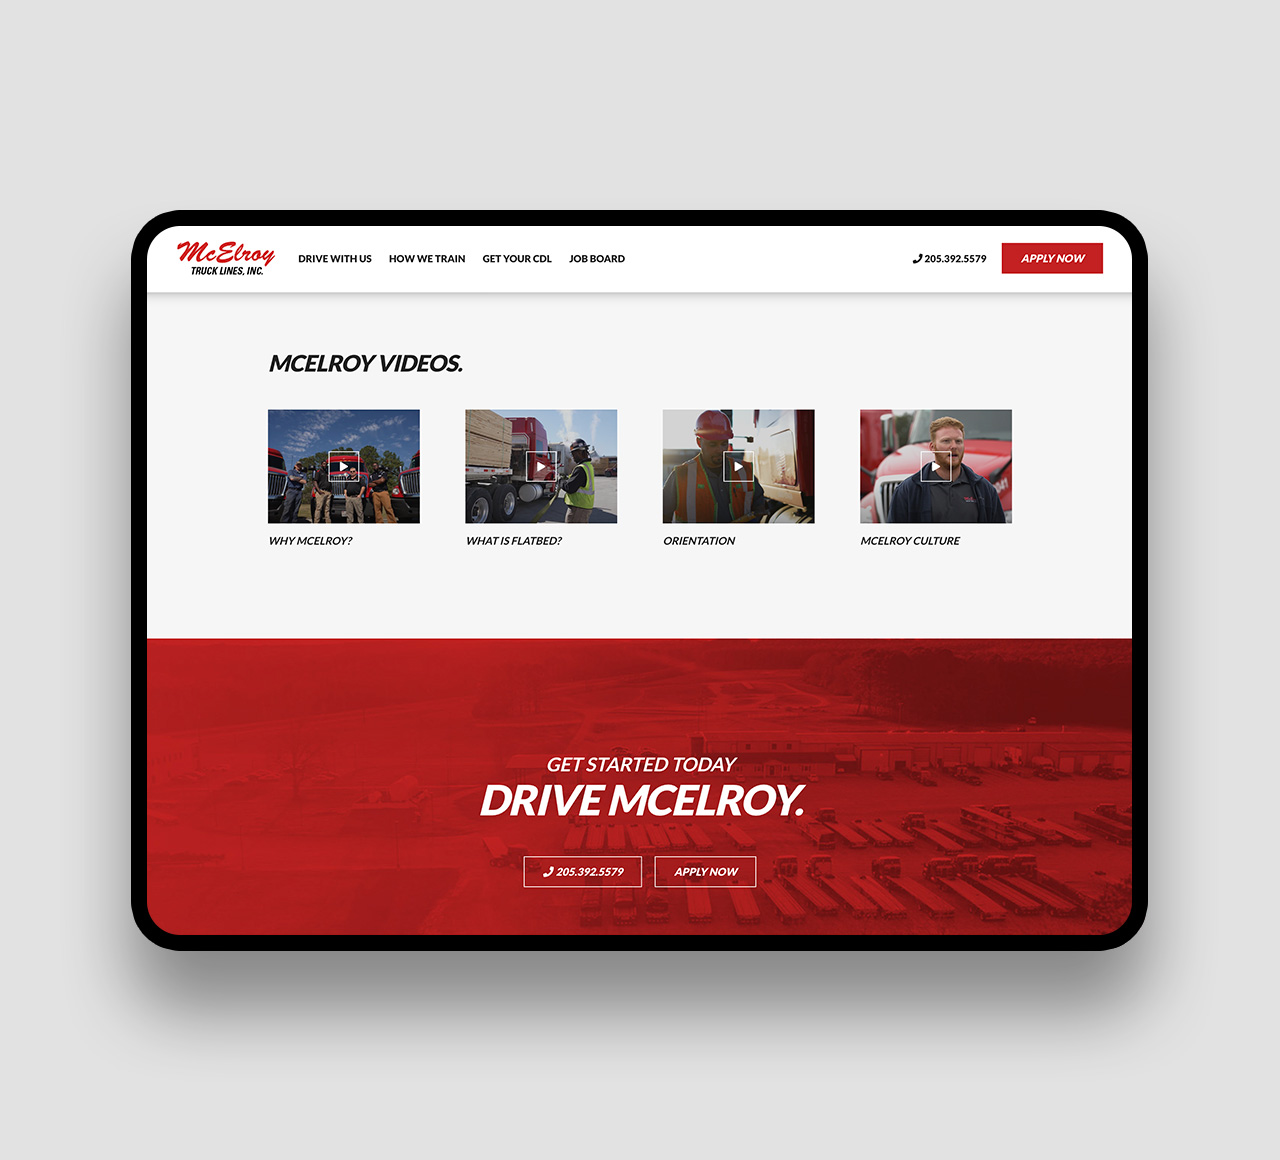 McElroy
TRUCK LINES, INC.
DRIVE WITH US
HOW WE TRAIN
GET YOUR CDL
JOB BOARD
205.392.5579
APPLY NOW
MCELROY VIDEOS.
WHY MCELROY?
WHAT IS FLATBED?
ORIENTATION
MCELROY CULTURE
GET STARTED TODAY
DRIVE MCELROY.
205.392.5579
APPLY NOW